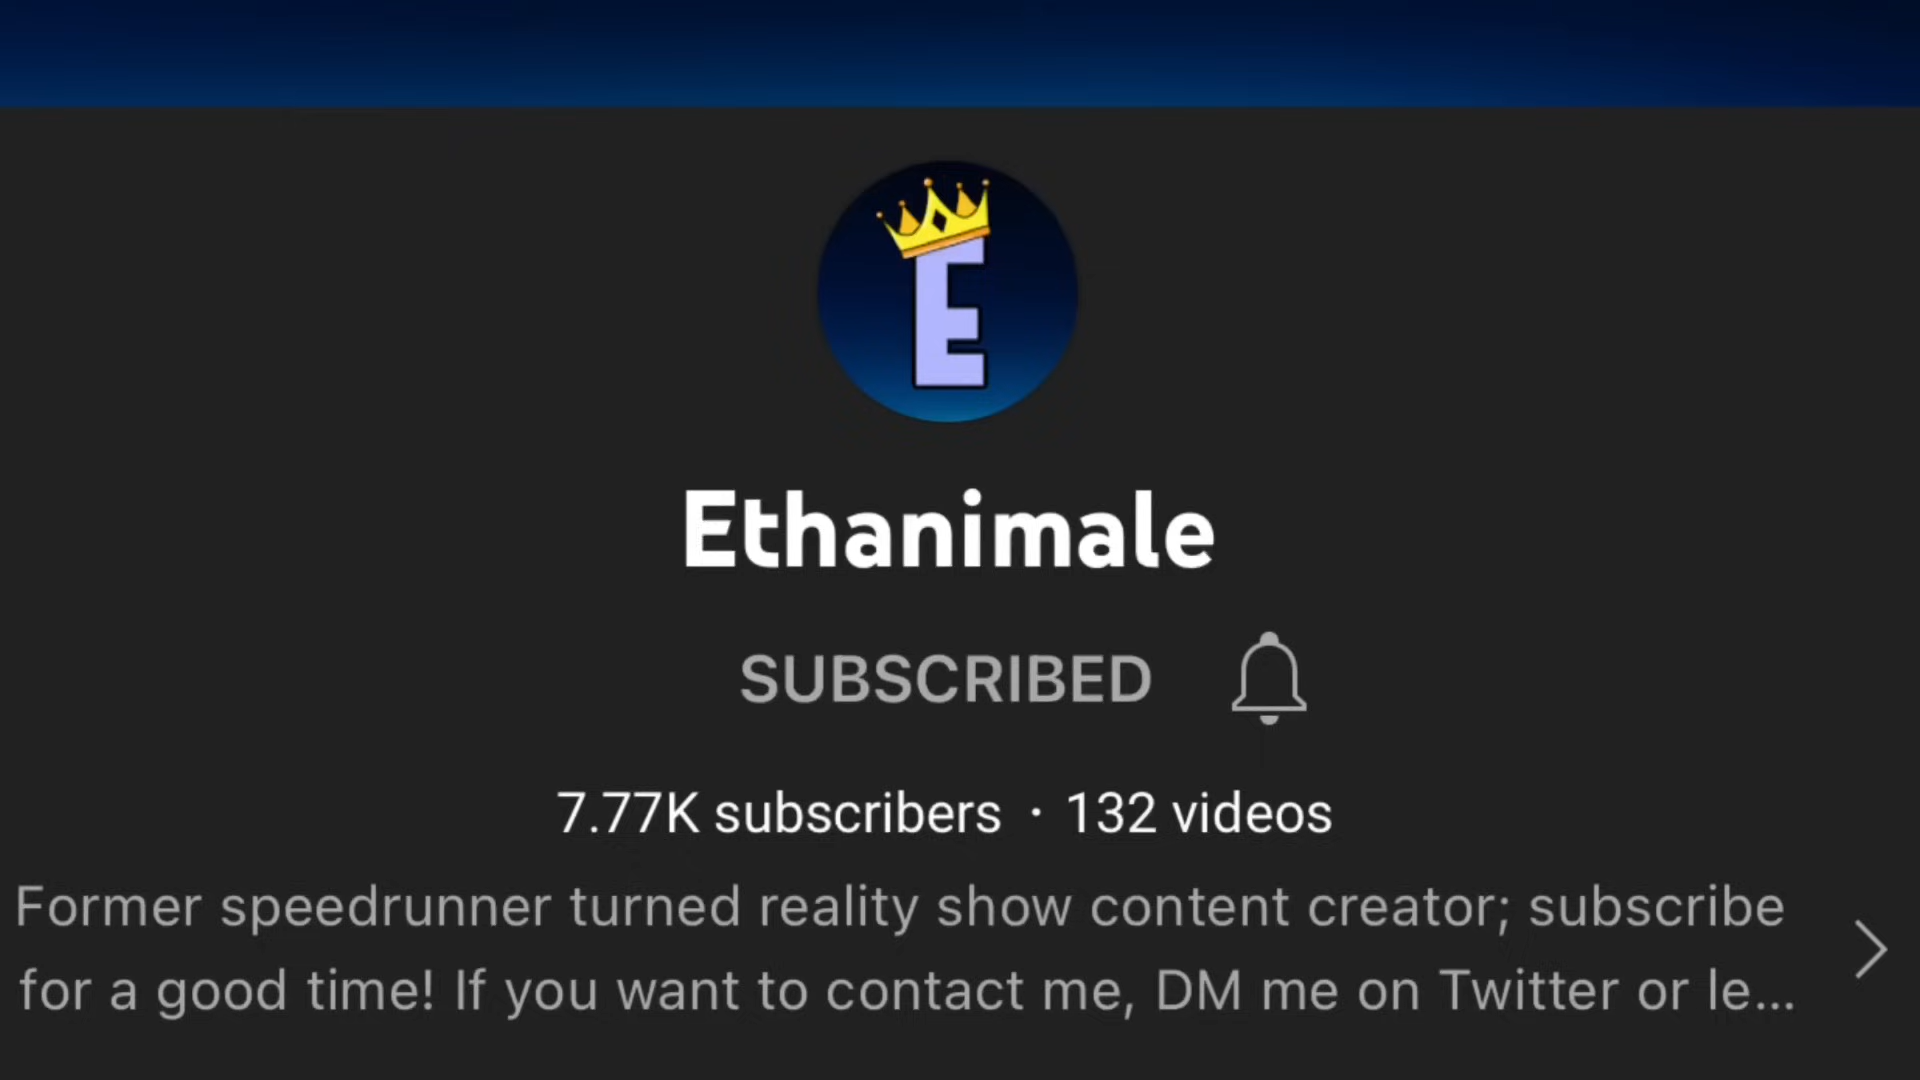 E
Ethanimale
SUBSCRIBED
7.77K subscribers · 132 videos
Former speedrunner turned reality show content creator; subscribe
for a good time! If you want to contact me, DM me on Twitter or le...